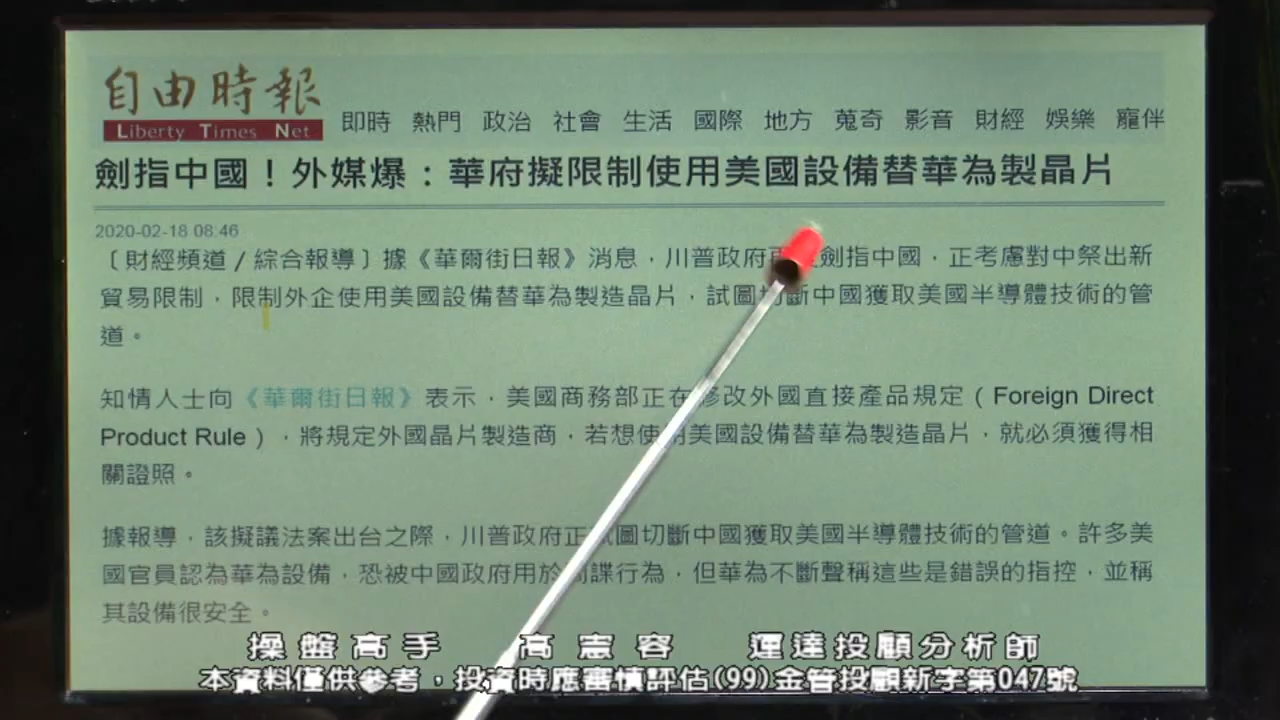 自由時報
Liberty Times Net
即時 熱門 政治 社會 生活 國際 地方 蒐奇 影音 財經 娛樂 寵伴
劍指中國！外媒爆：華府擬限制使用美國設備替華為製晶片
2020-02-18 08:46
〔財經頻道／綜合報導〕據《華爾街日報》消息，川普政府再度劍指中國，正考慮對中祭出新
貿易限制，限制外企使用美國設備替華為製造晶片，試圖切斷中國獲取美國半導體技術的管
道。
知情人士向《華爾街日報》表示，美國商務部正在修改外國直接產品規定（Foreign Direct
Product Rule），將規定外國晶片製造商，若想使用美國設備替華為製造晶片，就必須獲得相
關證照。
據報導，該擬議法案出台之際，川普政府正試圖切斷中國獲取美國半導體技術的管道。許多美
國官員認為華為設備，恐被中國政府用於間諜行為，但華為不斷聲稱這些是錯誤的指控，並稱
其設備很安全。
操盤高手 高憲容 運達投顧分析師
本資料僅供參考，投資時應審慎評估(99)金管投顧新字第047號